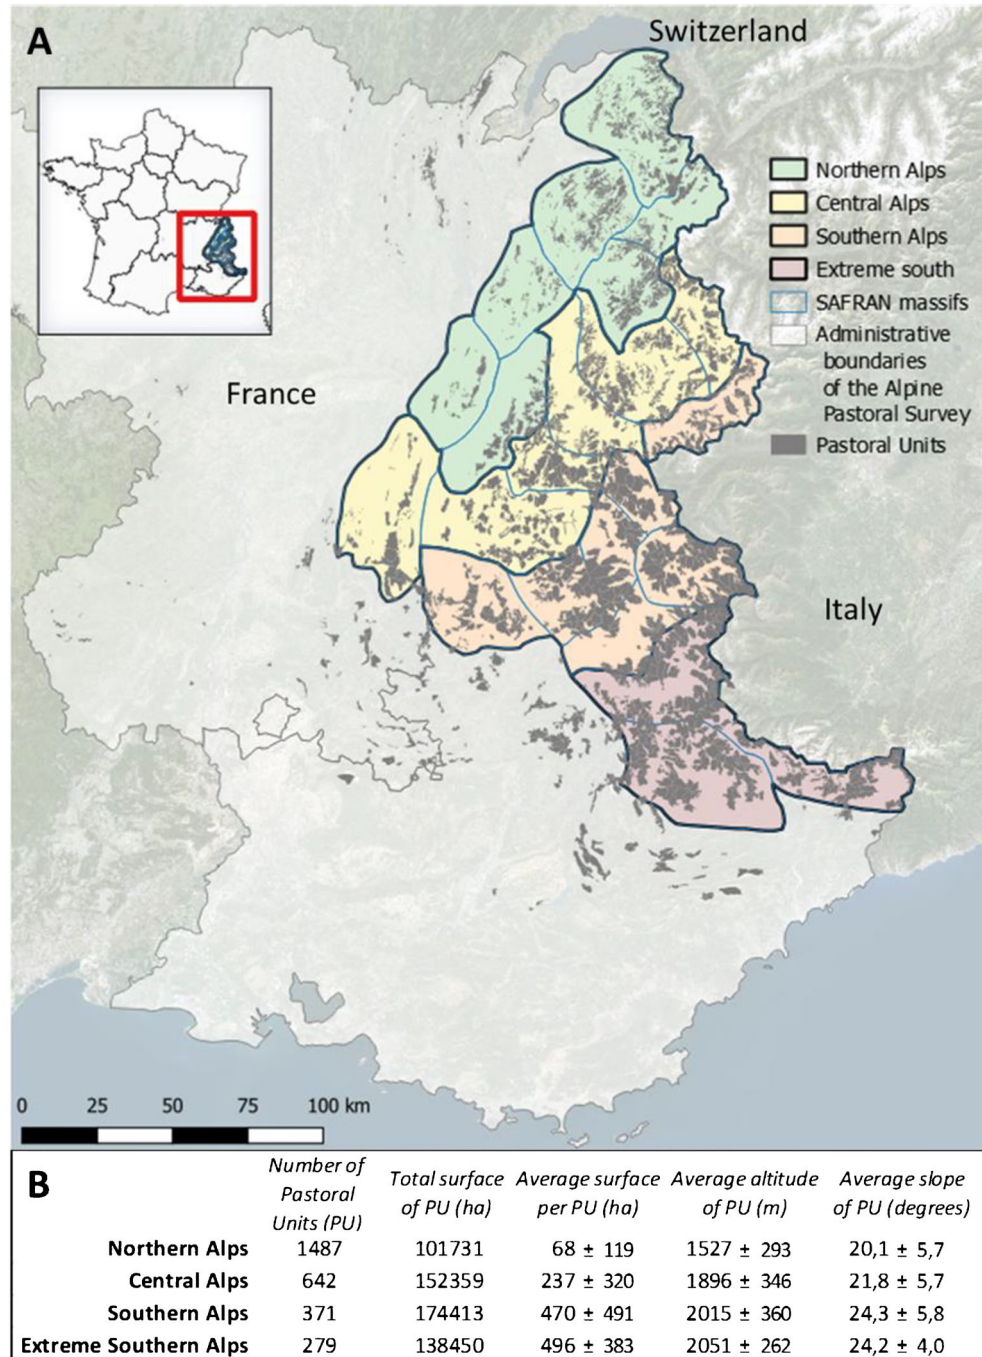 A
Switzerland
Northern Alps
Central Alps
Southern Alps
Extreme south
SAFRAN massifs
Administrative
boundaries
of the Alpine
Pastoral Survey
Pastoral Units
France
Italy
0 25 50 75 100 km
B
Number of Pastoral Units (PU) Total surface of PU (ha) Average surface per PU (ha) Average altitude of PU (m) Average slope of PU (degrees)
Northern Alps 1487 101731 68 ± 119 1527 ± 293 20,1 ± 5,7
Central Alps 642 152359 237 ± 320 1896 ± 346 21,8 ± 5,7
Southern Alps 371 174413 470 ± 491 2015 ± 360 24,3 ± 5,8
Extreme Southern Alps 279 138450 496 ± 383 2051 ± 262 24,2 ± 4,0